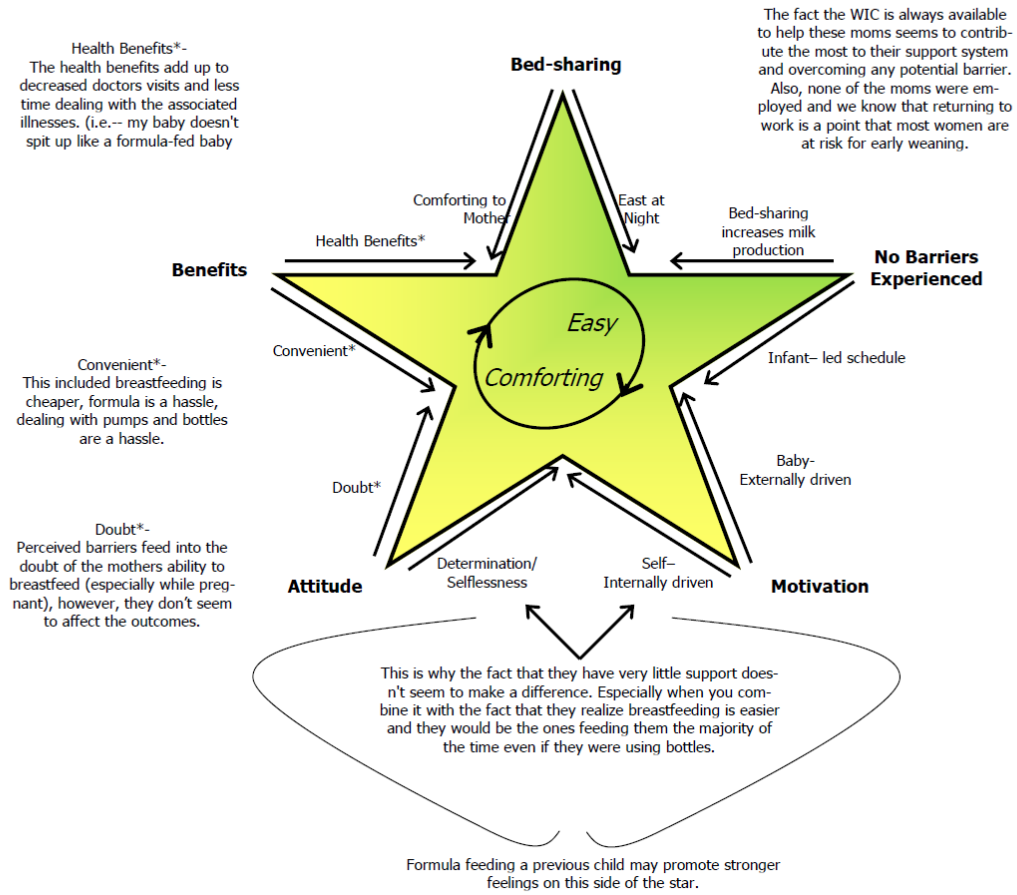 Health Benefits*-
The health benefits add up to
decreased doctors visits and less
time dealing with the associated
illnesses. (i.e.-- my baby doesn't
spit up like a formula-fed baby
Bed-sharing
The fact the WIC is always available
to help these moms seems to contrib-
ute the most to their support system
and overcoming any potential barrier.
Also, none of the moms were em-
ployed and we know that returning to
work is a point that most women are
at risk for early weaning.
Comforting to
Mother
East at
Night
Health Benefits*
Bed-sharing
increases milk
production
Benefits
No Barriers
Experienced
Easy
Comforting
Convenient*
Infant– led schedule
Convenient*-
This included breastfeeding is
cheaper, formula is a hassle,
dealing with pumps and bottles
are a hassle.
Doubt*
Baby-
Externally driven
Doubt*-
Perceived barriers feed into the
doubt of the mothers ability to
breastfeed (especially while preg-
nant), however, they don’t seem
to affect the outcomes.
Attitude
Determination/
Selflessness
Self–
Internally driven
Motivation
This is why the fact that they have very little support does-
n't seem to make a difference. Especially when you com-
bine it with the fact that they realize breastfeeding is easier
and they would be the ones feeding them the majority of
the time even if they were using bottles.
Formula feeding a previous child may promote stronger
feelings on this side of the star.